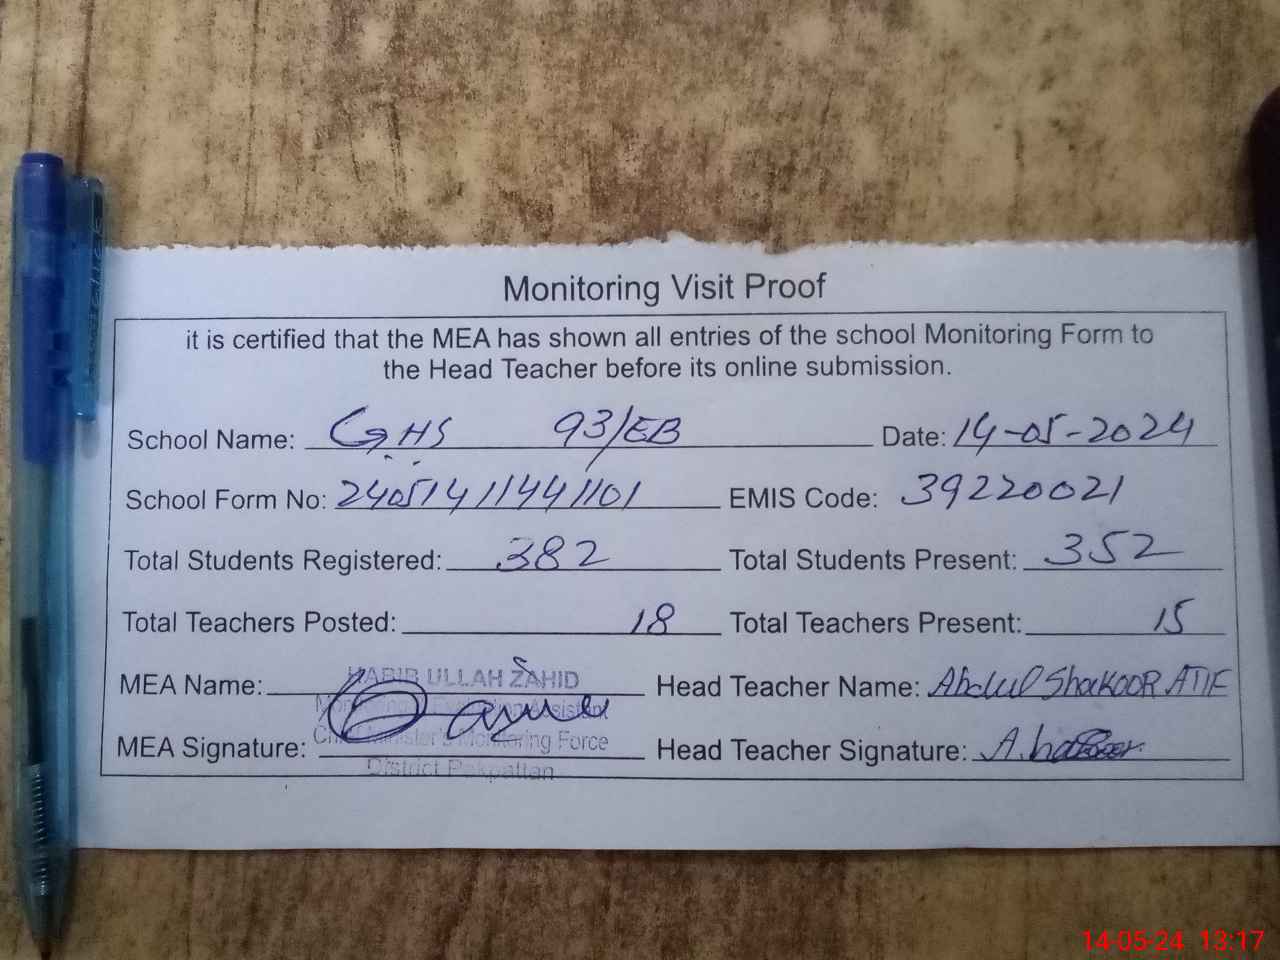 Monitoring Visit Proof
it is certified that the MEA has shown all entries of the school Monitoring Form to
the Head Teacher before its online submission.
School Name: GHS 93/EB Date: 14-05-2024
School Form No: 24051411441101 EMIS Code: 39220021
Total Students Registered: 382 Total Students Present: 352
Total Teachers Posted: 18 Total Teachers Present: 15
MEA Name: HABIB ULLAH ZAHID Head Teacher Name: Abdul Shakoor ATIF
Monitoring & Evaluation Assistant
MEA Signature: Chief Minister's Monitoring Force Head Teacher Signature:
District Pakpattan
14-05-24 13:17